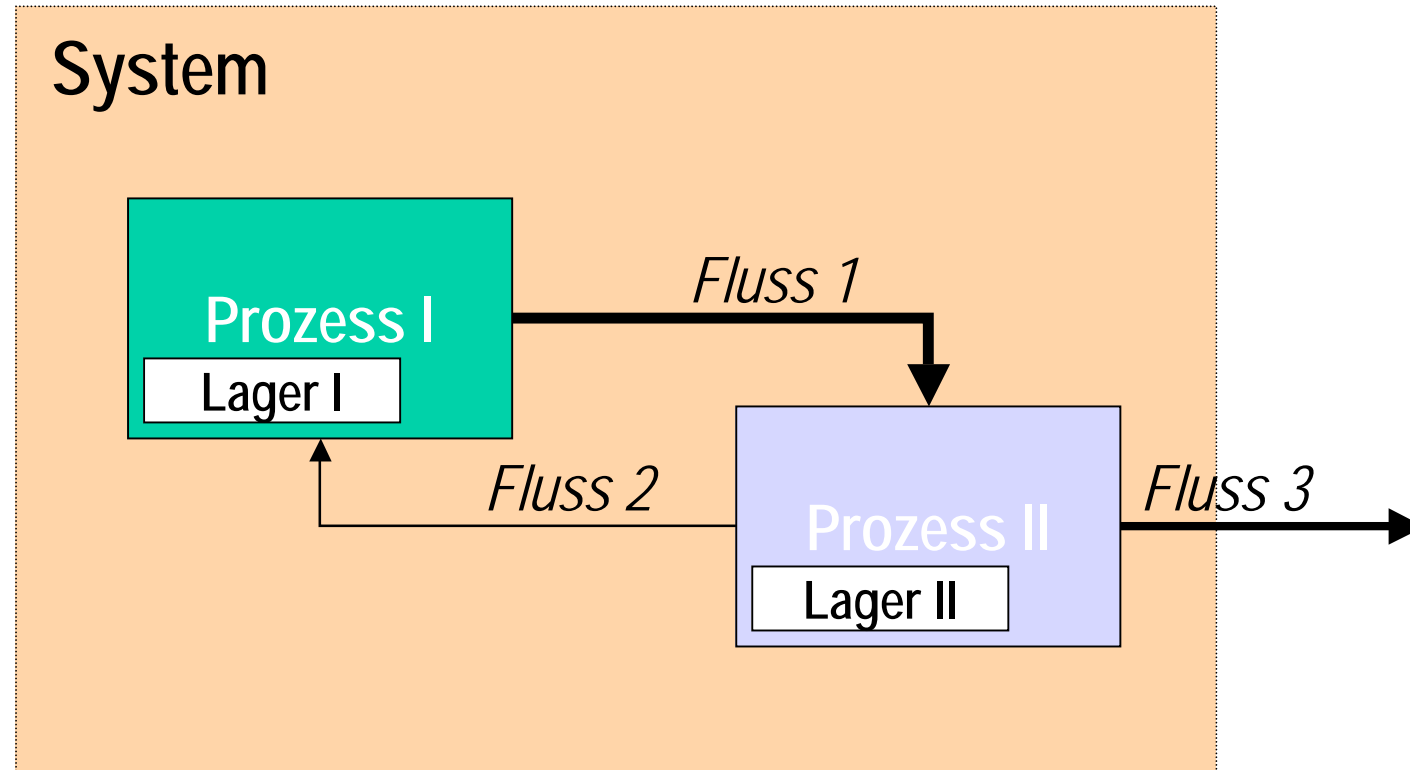 System
Fluss 1
Prozess I
Lager I
Fluss 2
Fluss 3
Prozess II
Lager II